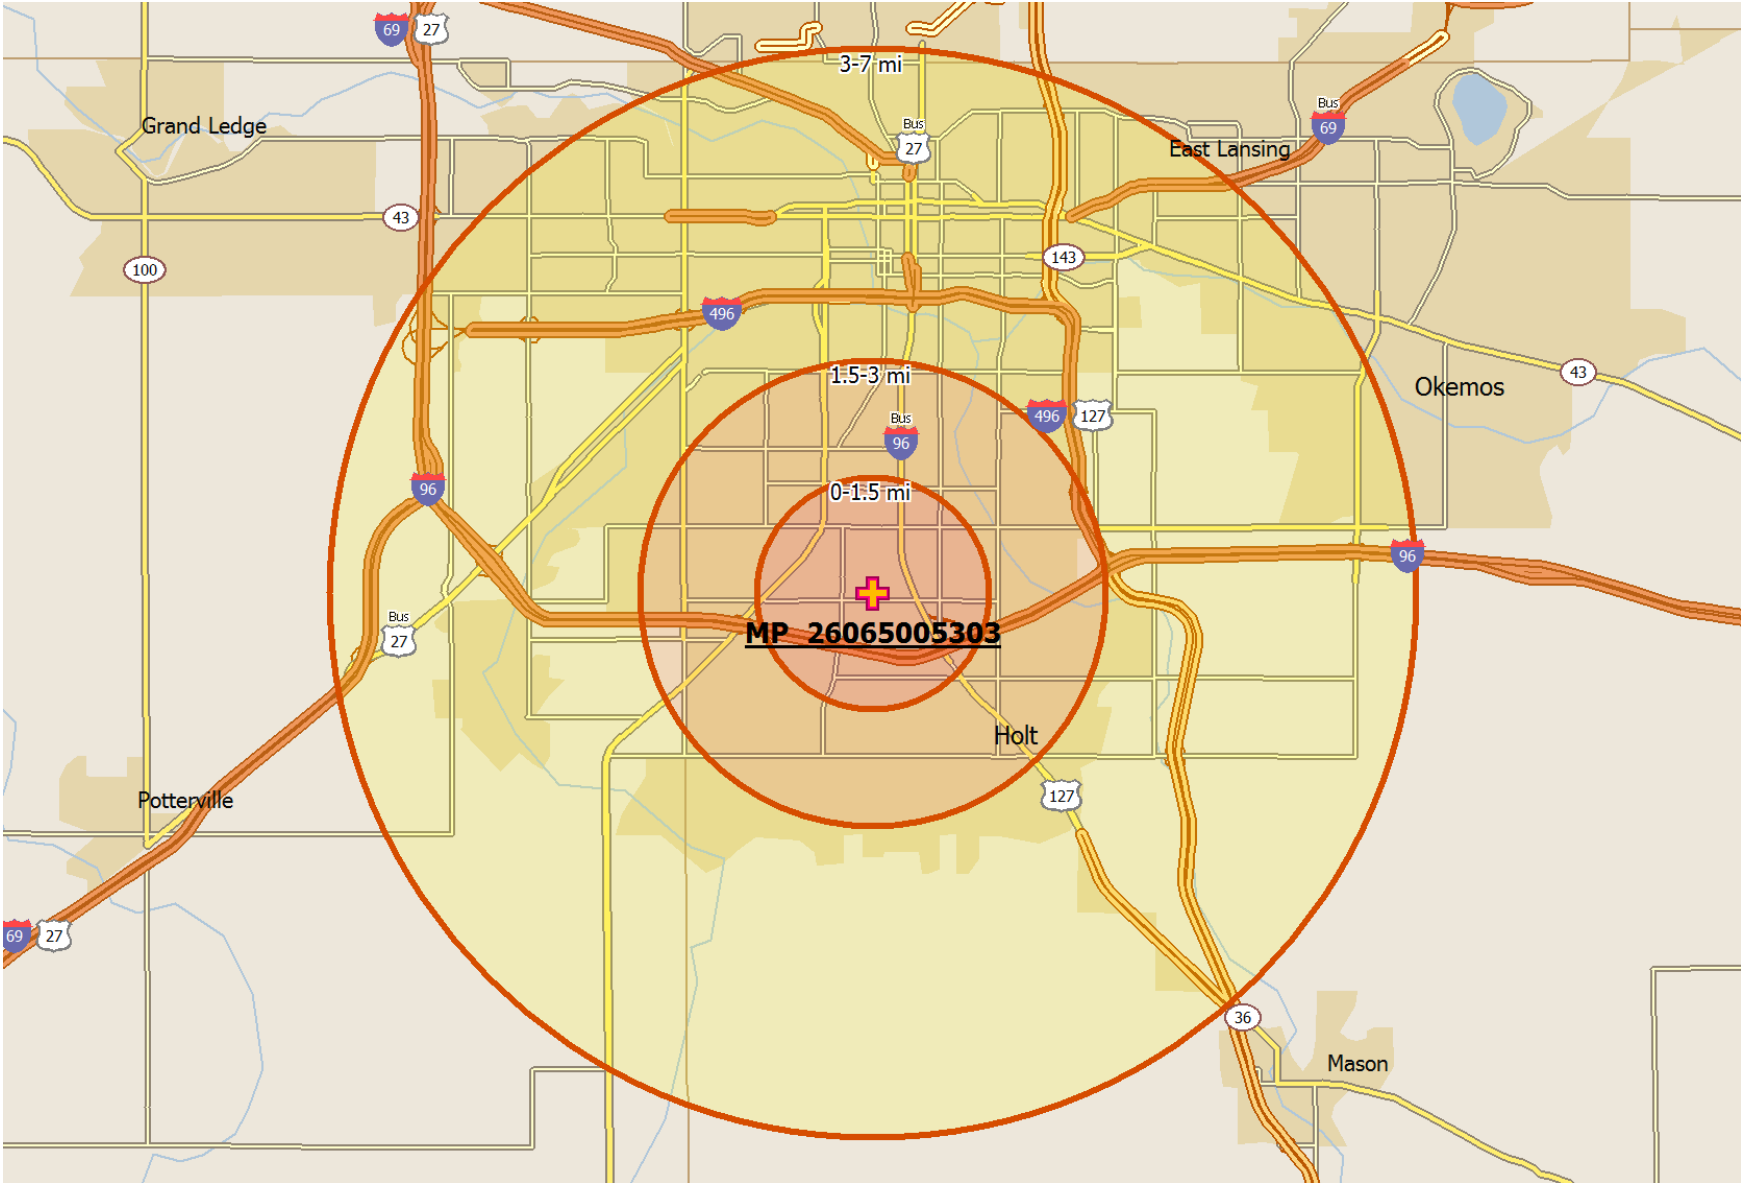 69
27
3-7 mi
Bus
69
Grand Ledge
Bus
27
East Lansing
43
143
100
496
43
1.5-3 mi
Okemos
496
127
Bus
96
96
0-1.5 mi
96
MP 26065005303
Bus
27
Holt
127
Potterville
69
27
36
Mason